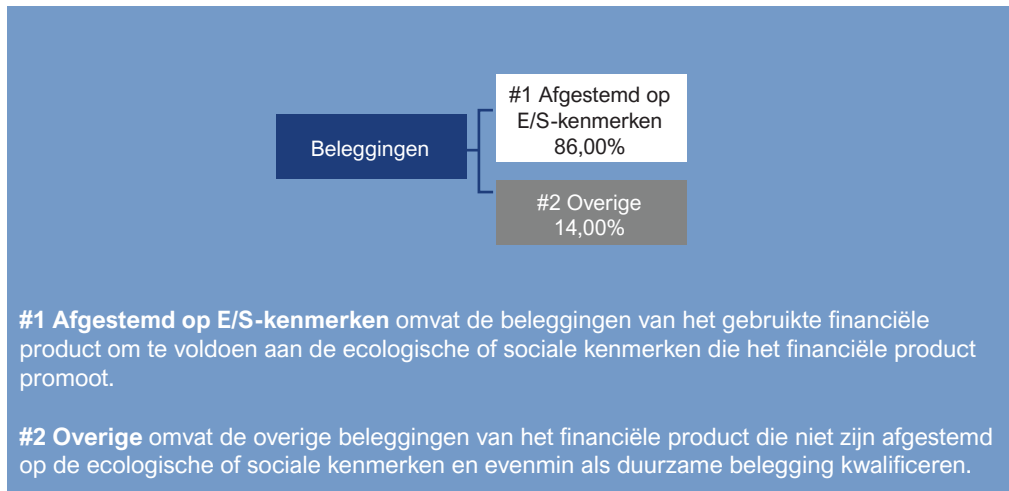 #1 Afgestemd op
E/S-kenmerken
86,00%
Beleggingen
#2 Overige
14,00%
#1 Afgestemd op E/S-kenmerken omvat de beleggingen van het gebruikte financiële
product om te voldoen aan de ecologische of sociale kenmerken die het financiële product
promoot.
#2 Overige omvat de overige beleggingen van het financiële product die niet zijn afgestemd
op de ecologische of sociale kenmerken en evenmin als duurzame belegging kwalificeren.